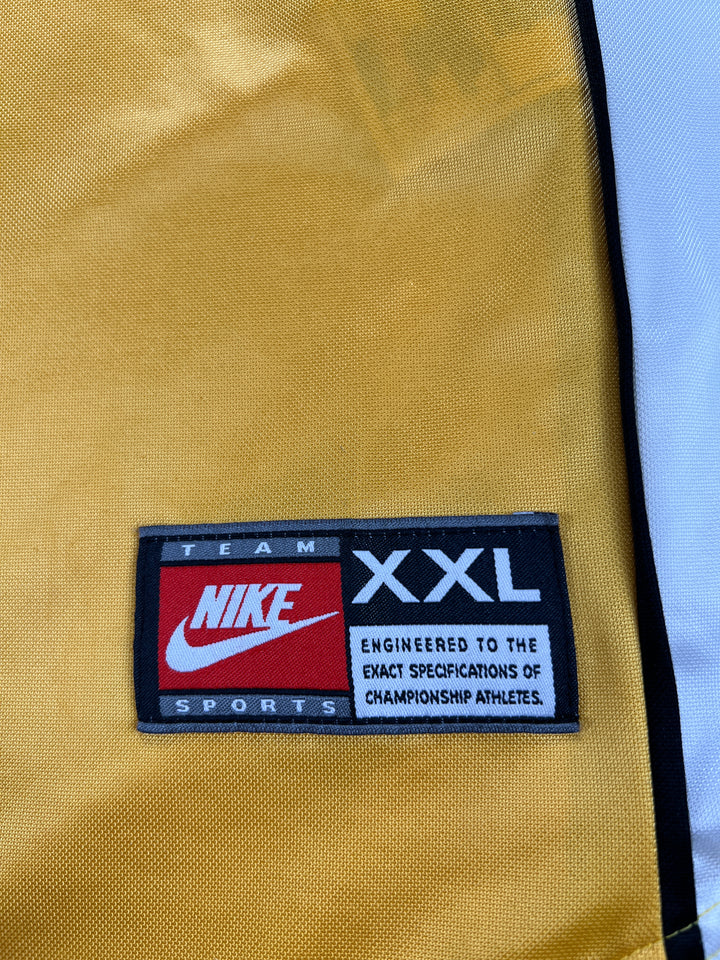 TEAM
NIKE
SPORTS
XXL
ENGINEERED TO THE
EXACT SPECIFICATIONS OF
CHAMPIONSHIP ATHLETES.